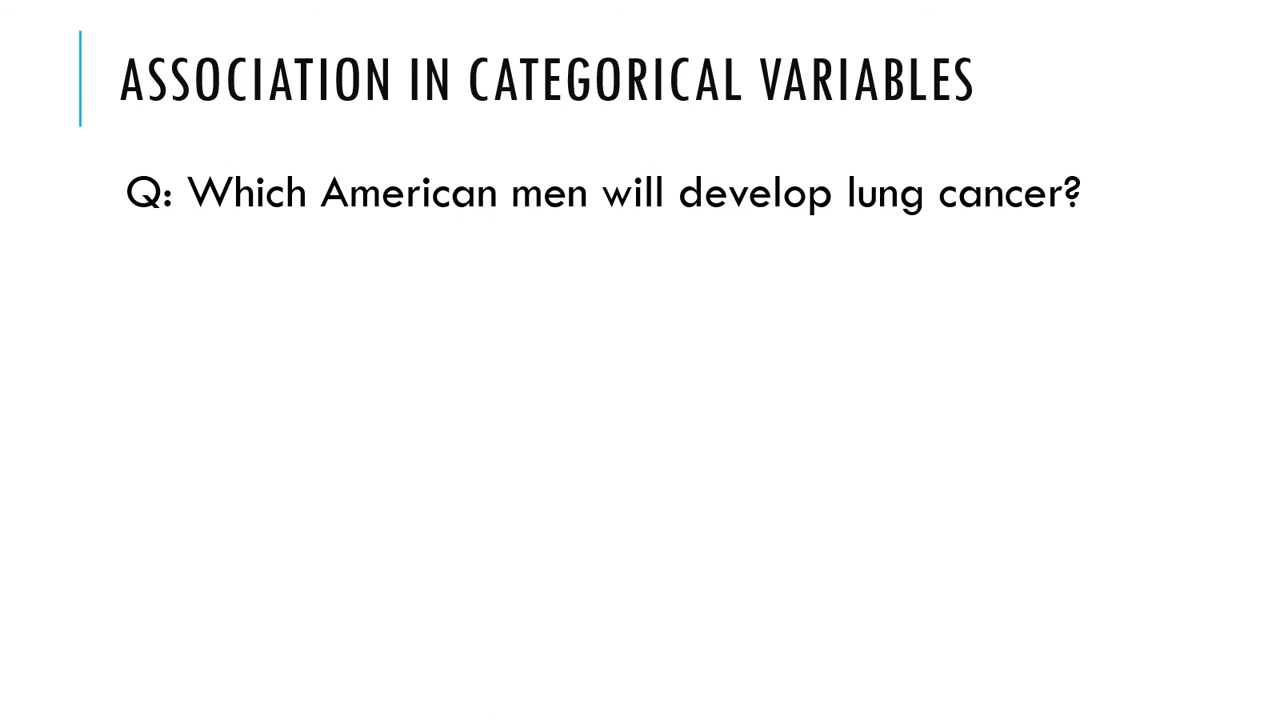 ASSOCIATION IN CATEGORICAL VARIABLES
Q: Which American men will develop lung cancer?